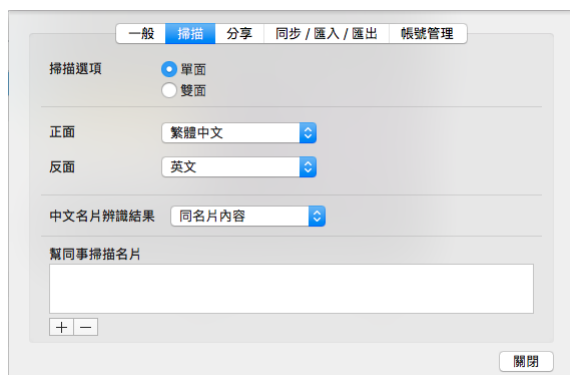 一般 掃描 分享 同步 / 匯入 / 匯出 帳號管理
掃描選項 單面
雙面
正面 繁體中文
反面 英文
中文名片辨識結果 同名片內容
幫同事掃描名片
+ −
關閉